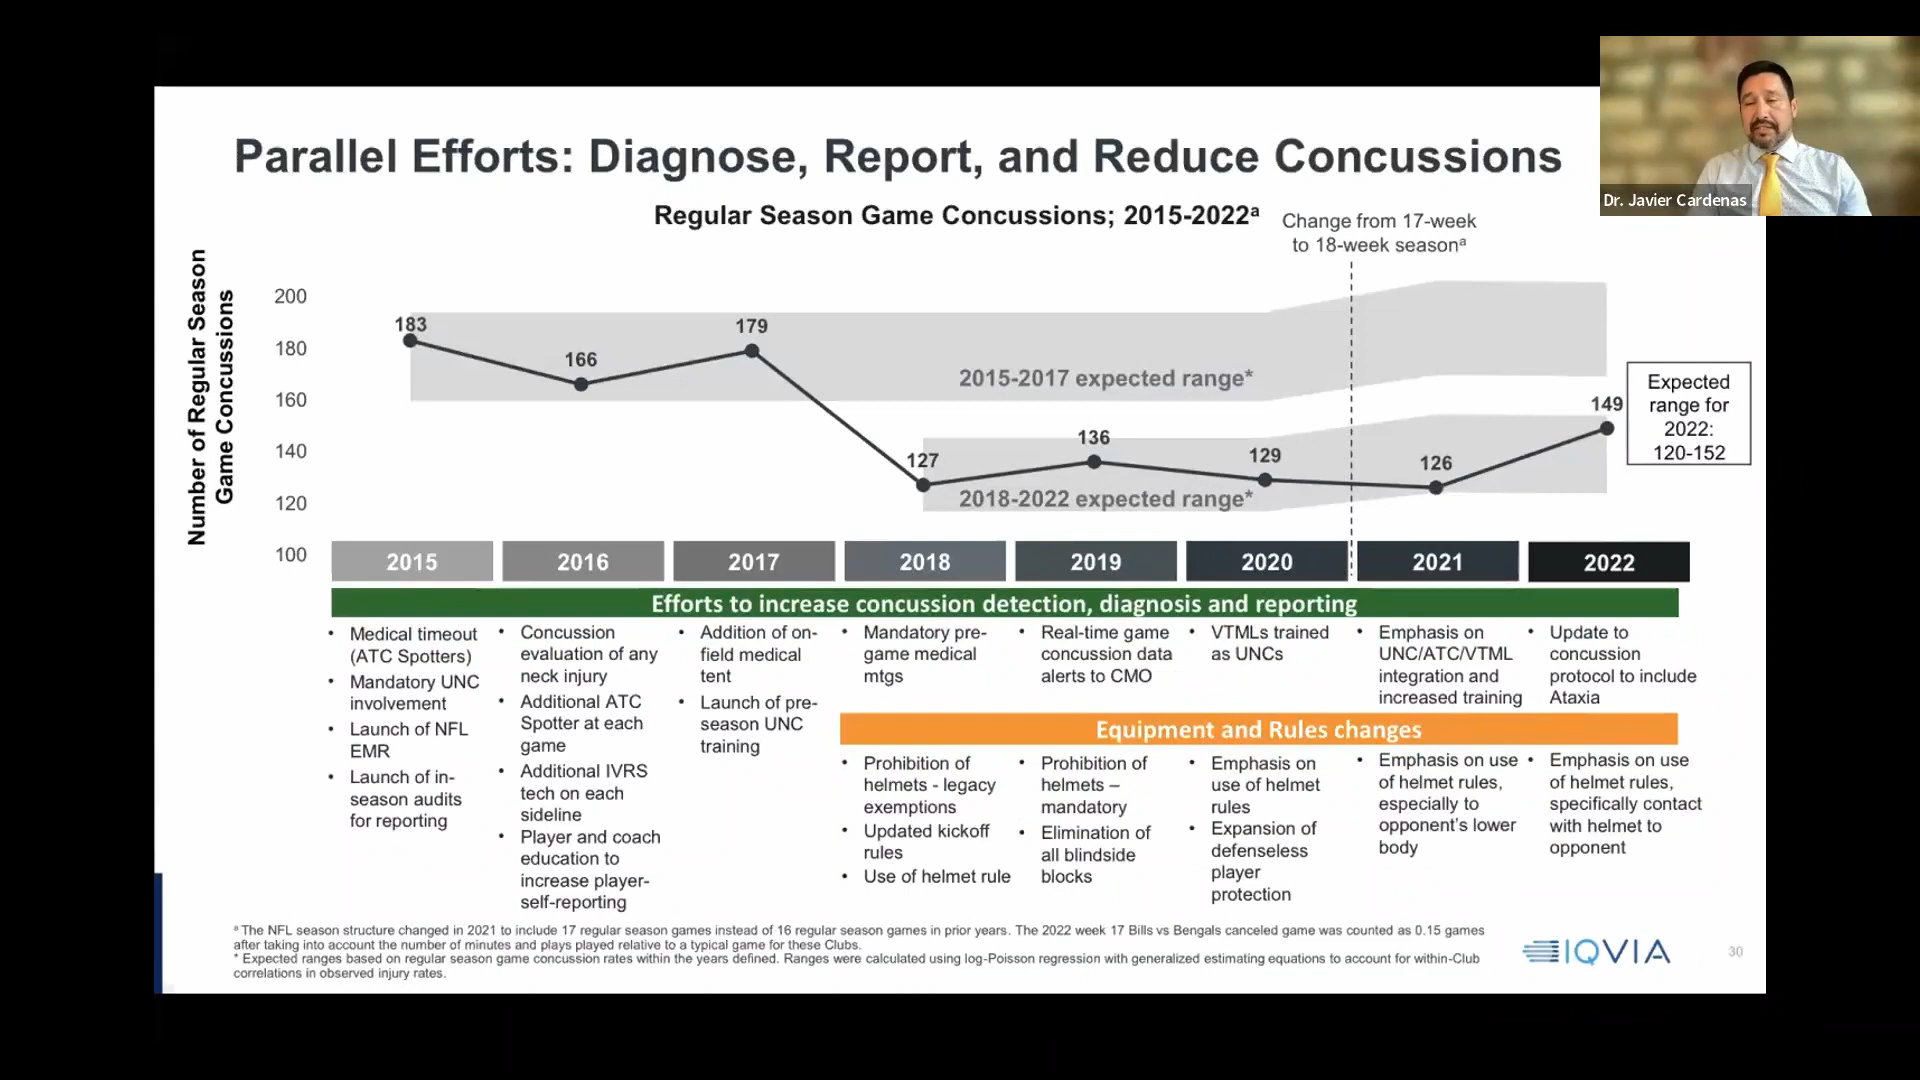 Parallel Efforts: Diagnose, Report, and Reduce Concussions
Dr. Javier Cardenas
Regular Season Game Concussions; 2015-2022ª
Change from 17-week
to 18-week seasonª
Number of Regular Season
Game Concussions
200
180
160
140
120
100
183
166
179
127
136
129
126
149
2015-2017 expected range*
2018-2022 expected range*
Expected
range for
2022:
120-152
2015
2016
2017
2018
2019
2020
2021
2022
Efforts to increase concussion detection, diagnosis and reporting
• Medical timeout
(ATC Spotters)
• Mandatory UNC
involvement
• Launch of NFL
EMR
• Launch of in-
season audits
for reporting
• Concussion
evaluation of any
neck injury
• Additional ATC
Spotter at each
game
• Additional IVRS
tech on each
sideline
• Player and coach
education to
increase player-
self-reporting
• Addition of on-
field medical
tent
• Launch of pre-
season UNC
training
• Mandatory pre-
game medical
mtgs
• Real-time game
concussion data
alerts to CMO
• VTMLs trained
as UNCs
• Emphasis on
UNC/ATC/VTML
integration and
increased training
• Update to
concussion
protocol to include
Ataxia
Equipment and Rules changes
• Prohibition of
helmets - legacy
exemptions
• Updated kickoff
rules
• Use of helmet rule
• Prohibition of
helmets –
mandatory
• Elimination of
all blindside
blocks
• Emphasis on
use of helmet
rules
• Expansion of
defenseless
player
protection
• Emphasis on use
of helmet rules,
especially to
opponent's lower
body
• Emphasis on use
of helmet rules,
specifically contact
with helmet to
opponent
ª The NFL season structure changed in 2021 to include 17 regular season games instead of 16 regular season games in prior years. The 2022 week 17 Bills vs Bengals canceled game was counted as 0.15 games
after taking into account the number of minutes and plays played relative to a typical game for these Clubs.
* Expected ranges based on regular season game concussion rates within the years defined. Ranges were calculated using log-Poisson regression with generalized estimating equations to account for within-Club
correlations in observed injury rates.
IQVIA
30